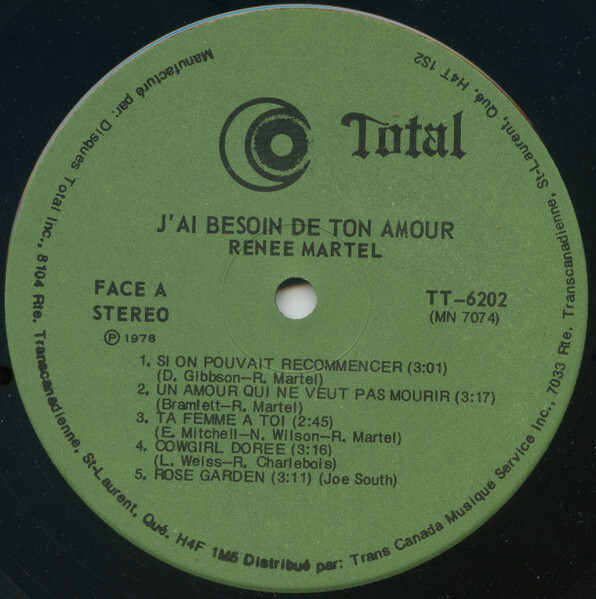 Total
J'AI BESOIN DE TON AMOUR
RENEE MARTEL
FACE A
STEREO
℗ 1978
TT-6202
(MN 7074)
1. SI ON POUVAIT RECOMMENCER (3:01)
(D. Gibbson-R. Martel)
2. UN AMOUR QUI NE VEUT PAS MOURIR (3:17)
(Bramlett-R. Martel)
3. TA FEMME A TOI (2:45)
(E. Mitchell-N. Wilson-R. Martel)
4. COWGIRL DOREE (3:16)
(L. Weiss-R. Charlebois)
5. ROSE GARDEN (3:11) (Joe South)
Manufacturé par: Disques Total Inc., 8104 Rte. Transcanadienne, St-Laurent, Qué. H4F 1M5 Distribué par: Trans Canada Musique Service Inc., 7033 Rte. Transcanadienne, St-Laurent, Qué. H4T 1S2